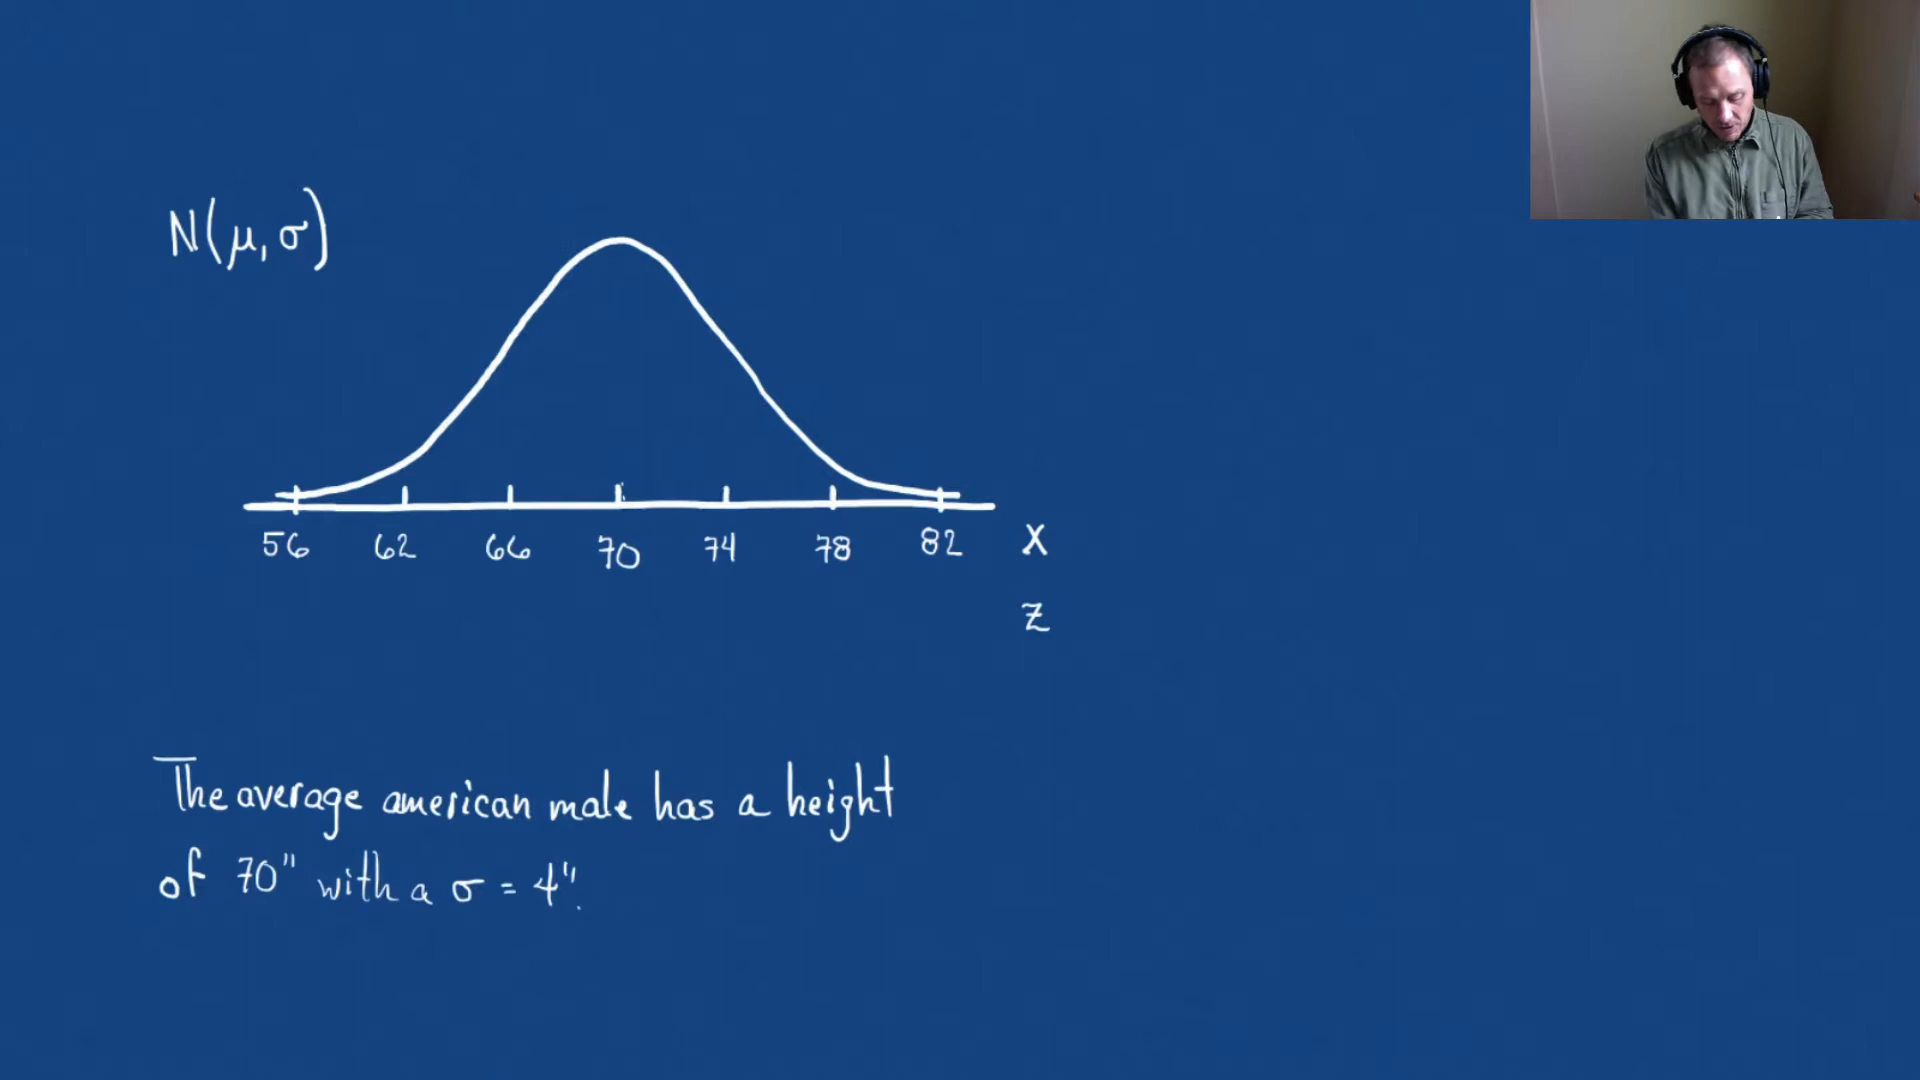 N(μ, σ)
56 62 66 70 74 78 82 X
Z
The average american male has a height
of 70" with a σ = 4".